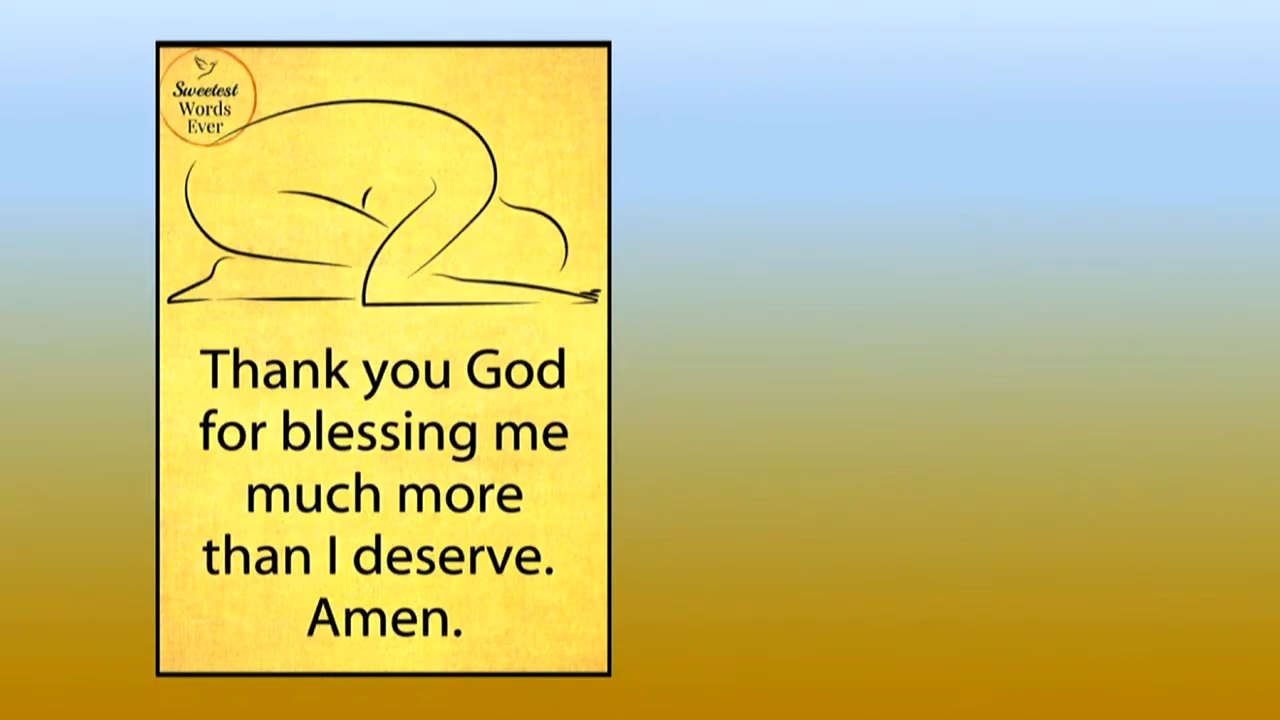 Sweetest
Words
Ever
Thank you God
for blessing me
much more
than I deserve.
Amen.